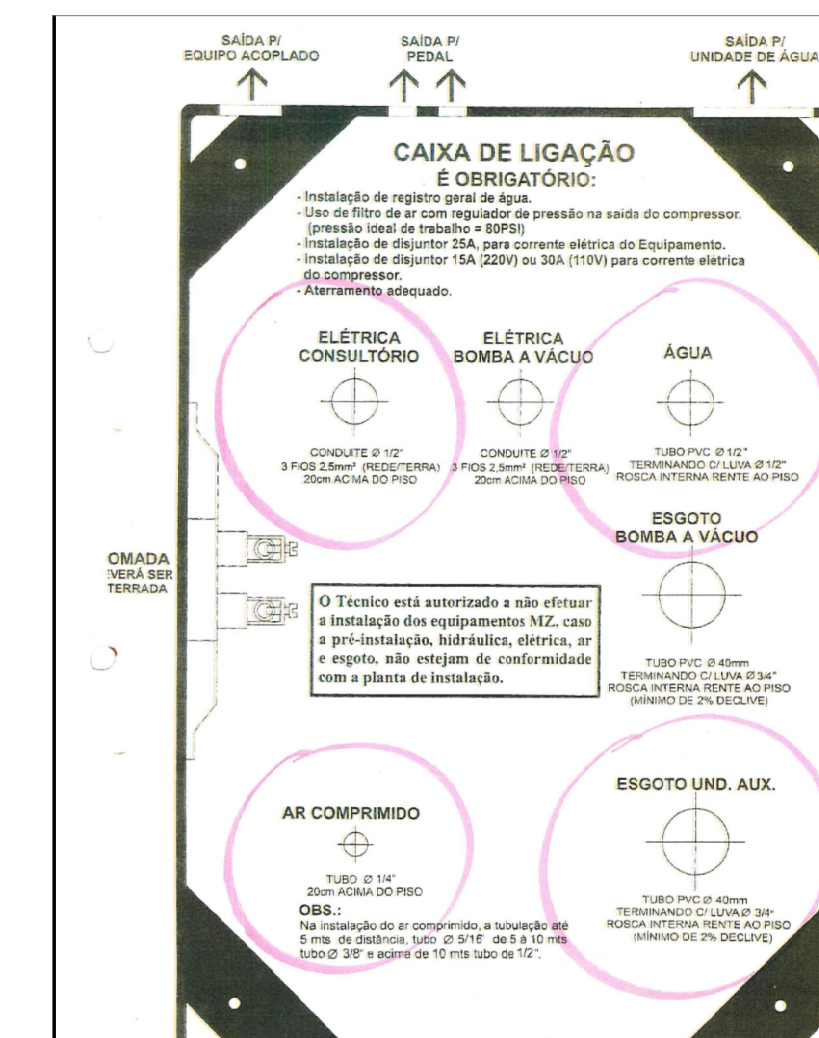 SAÍDA P/
EQUIPO ACOPLADO
SAÍDA P/
PEDAL
SAÍDA P/
UNIDADE DE ÁGUA
CAIXA DE LIGAÇÃO
É OBRIGATÓRIO:
- Instalação de registro geral de água.
- Uso de filtro de ar com regulador de pressão na saída do compressor.
(pressão ideal de trabalho = 80PSI)
- Instalação de disjuntor 25A, para corrente elétrica do Equipamento.
- Instalação de disjuntor 15A (220V) ou 30A (110V) para corrente elétrica
do compressor.
- Aterramento adequado.
ELÉTRICA
CONSULTÓRIO
CONDUITE Ø 1/2"
3 FIOS 2,5mm² (REDE/TERRA)
20cm ACIMA DO PISO
ELÉTRICA
BOMBA A VÁCUO
CONDUITE Ø 1/2"
3 FIOS 2,5mm² (REDE/TERRA)
20cm ACIMA DO PISO
ÁGUA
TUBO PVC Ø 1/2"
TERMINANDO C/ LUVA Ø 1/2"
ROSCA INTERNA RENTE AO PISO
ESGOTO
BOMBA A VÁCUO
TUBO PVC Ø 40mm
TERMINANDO C/ LUVA Ø 3/4"
ROSCA INTERNA RENTE AO PISO
(MÍNIMO DE 2% DECLIVE)
OMADA
EVERÁ SER
TERRADA
O Técnico está autorizado a não efetuar
a instalação dos equipamentos MZ, caso
a pré-instalação, hidráulica, elétrica, ar
e esgoto, não estejam de conformidade
com a planta de instalação.
AR COMPRIMIDO
TUBO Ø 1/4"
20cm ACIMA DO PISO
OBS.:
Na instalação do ar comprimido, a tubulação até
5 mts de distância, tubo Ø 5/16" de 5 à 10 mts
tubo Ø 3/8" e acima de 10 mts tubo de 1/2".
ESGOTO UND. AUX.
TUBO PVC Ø 40mm
TERMINANDO C/ LUVA Ø 3/4"
ROSCA INTERNA RENTE AO PISO
(MÍNIMO DE 2% DECLIVE)